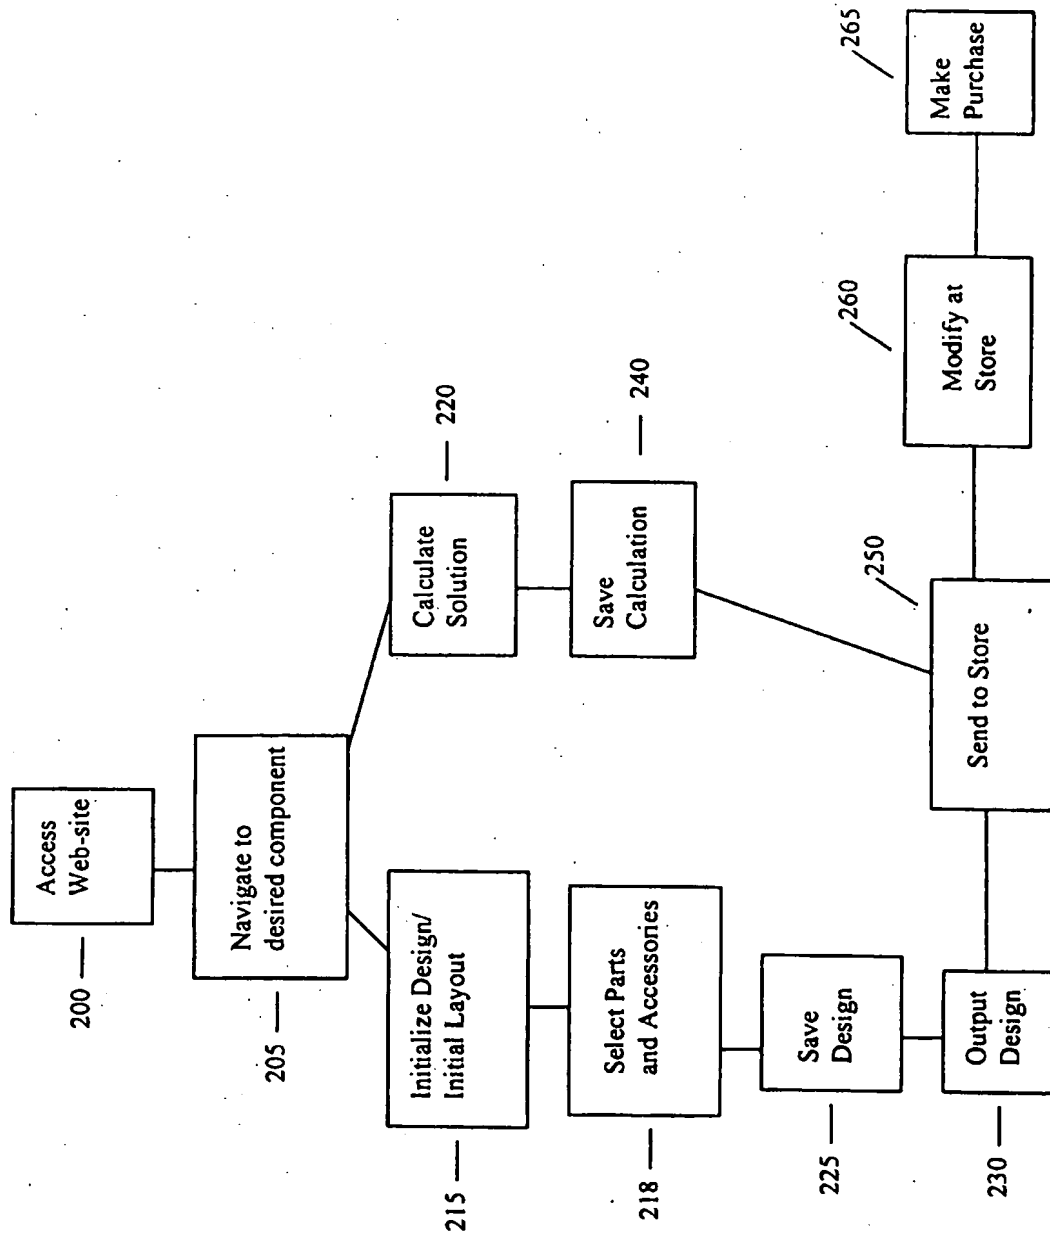 Access
Web-site
200
Navigate to
desired component
205
Initialize Design/
Initial Layout
215
Calculate
Solution
220
Select Parts
and Accessories
218
Save
Calculation
240
Save
Design
225
Output
Design
230
Send to Store
250
Modify at
Store
260
Make
Purchase
265